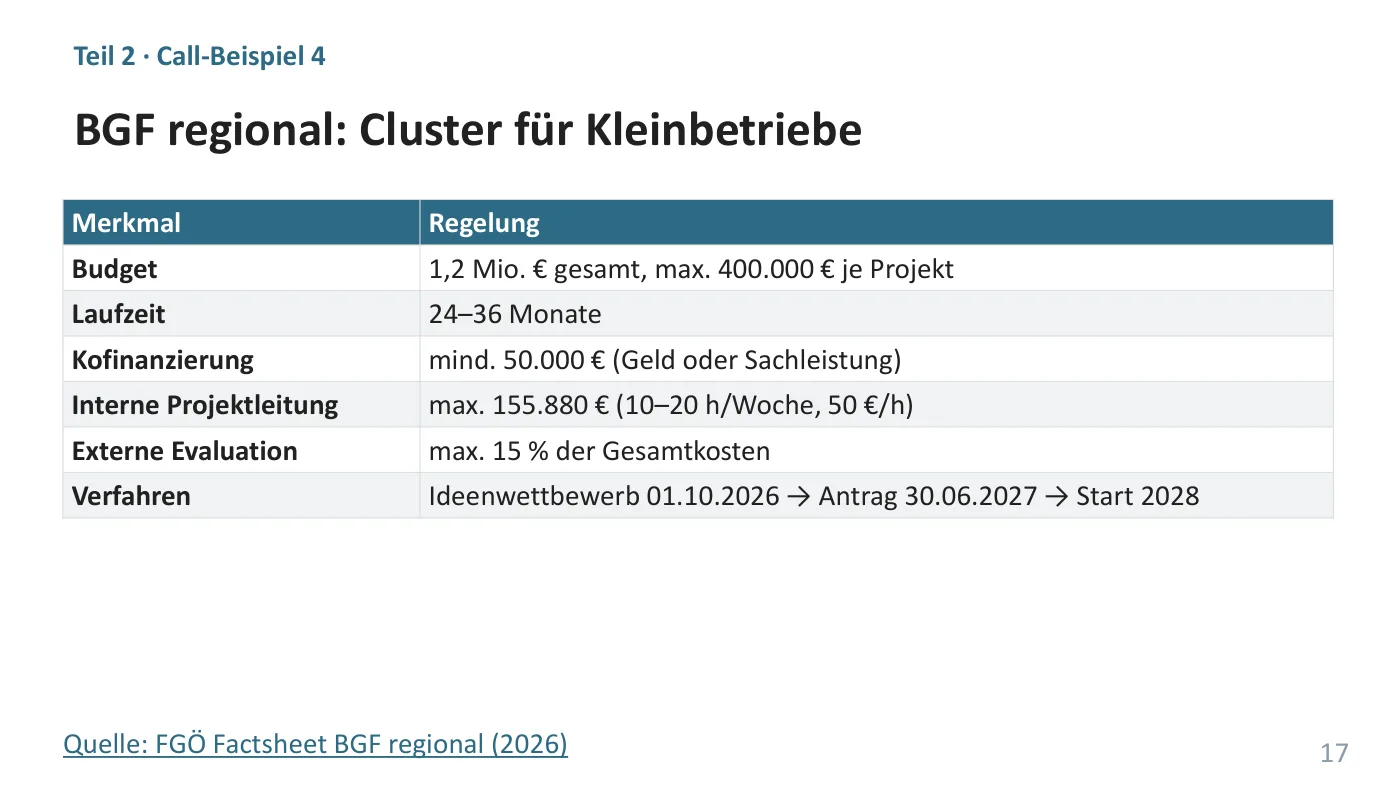 Teil 2 · Call-Beispiel 4
BGF regional: Cluster für Kleinbetriebe
Merkmal Regelung
Budget 1,2 Mio. € gesamt, max. 400.000 € je Projekt
Laufzeit 24–36 Monate
Kofinanzierung mind. 50.000 € (Geld oder Sachleistung)
Interne Projektleitung max. 155.880 € (10–20 h/Woche, 50 €/h)
Externe Evaluation max. 15 % der Gesamtkosten
Verfahren Ideenwettbewerb 01.10.2026 → Antrag 30.06.2027 → Start 2028
Quelle: FGÖ Factsheet BGF regional (2026)
17